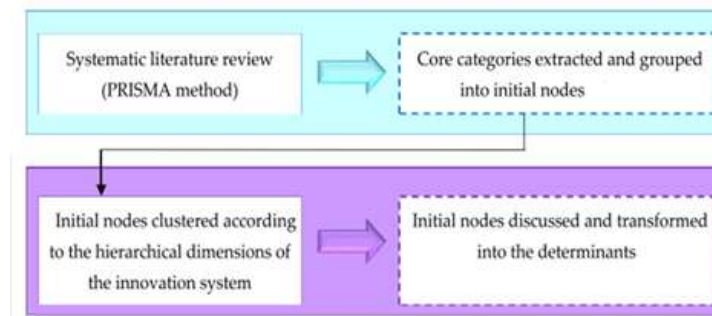 Systematic literature review
(PRISMA method)
Core categories extracted and grouped
into initial nodes
Initial nodes clustered according
to the hierarchical dimensions of
the innovation system
Initial nodes discussed and transformed
into the determinants